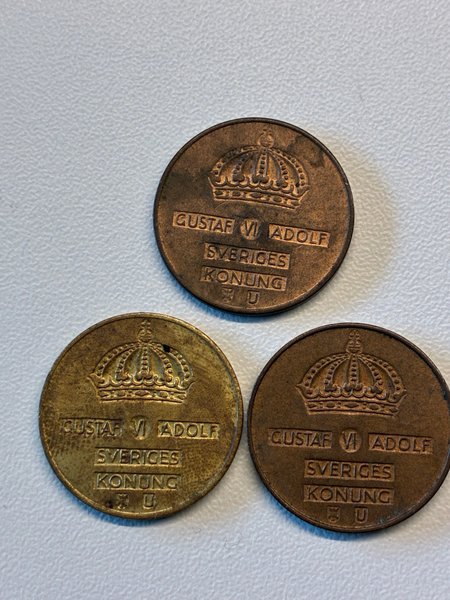 GUSTAF VI ADOLF
SVERIGES
KONUNG
U
GUSTAF VI ADOLF
SVERIGES
KONUNG
U
GUSTAF VI ADOLF
SVERIGES
KONUNG
U